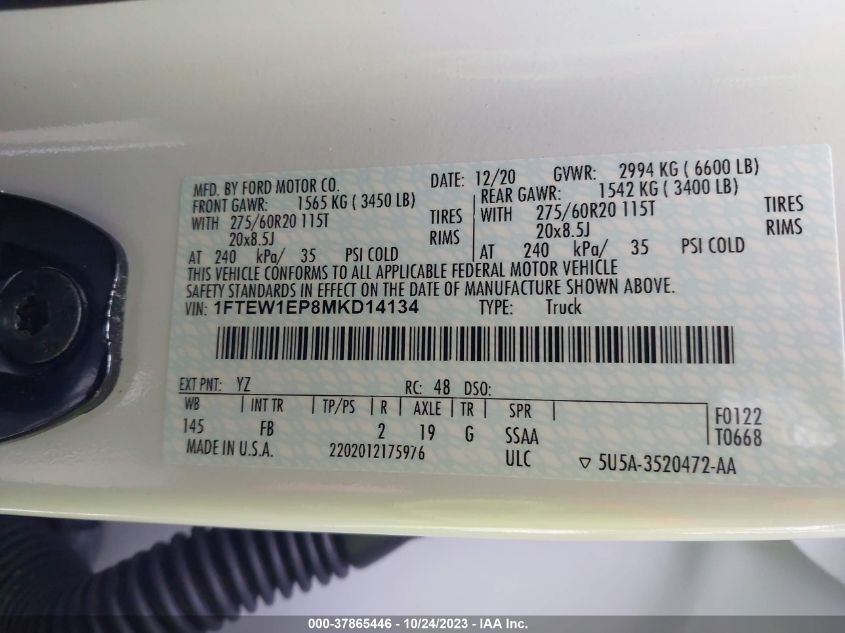 MFD. BY FORD MOTOR CO. DATE: 12/20 GVWR: 2994 KG ( 6600 LB)
FRONT GAWR: 1565 KG ( 3450 LB) REAR GAWR: 1542 KG ( 3400 LB)
WITH 275/60R20 115T TIRES WITH 275/60R20 115T TIRES
20x8.5J RIMS 20x8.5J RIMS
AT 240 kPa/ 35 PSI COLD AT 240 kPa/ 35 PSI COLD
THIS VEHICLE CONFORMS TO ALL APPLICABLE FEDERAL MOTOR VEHICLE
SAFETY STANDARDS IN EFFECT ON THE DATE OF MANUFACTURE SHOWN ABOVE.
VIN: 1FTEW1EP8MKD14134 TYPE: Truck
EXT PNT: YZ RC: 48 DSO:
WB INT TR TP/PS R AXLE TR SPR F0122
145 FB 2 19 G SSAA T0668
MADE IN U.S.A. 2202012175976 ULC ▽ 5U5A-3520472-AA
000-37865446 - 10/24/2023 - IAA Inc.